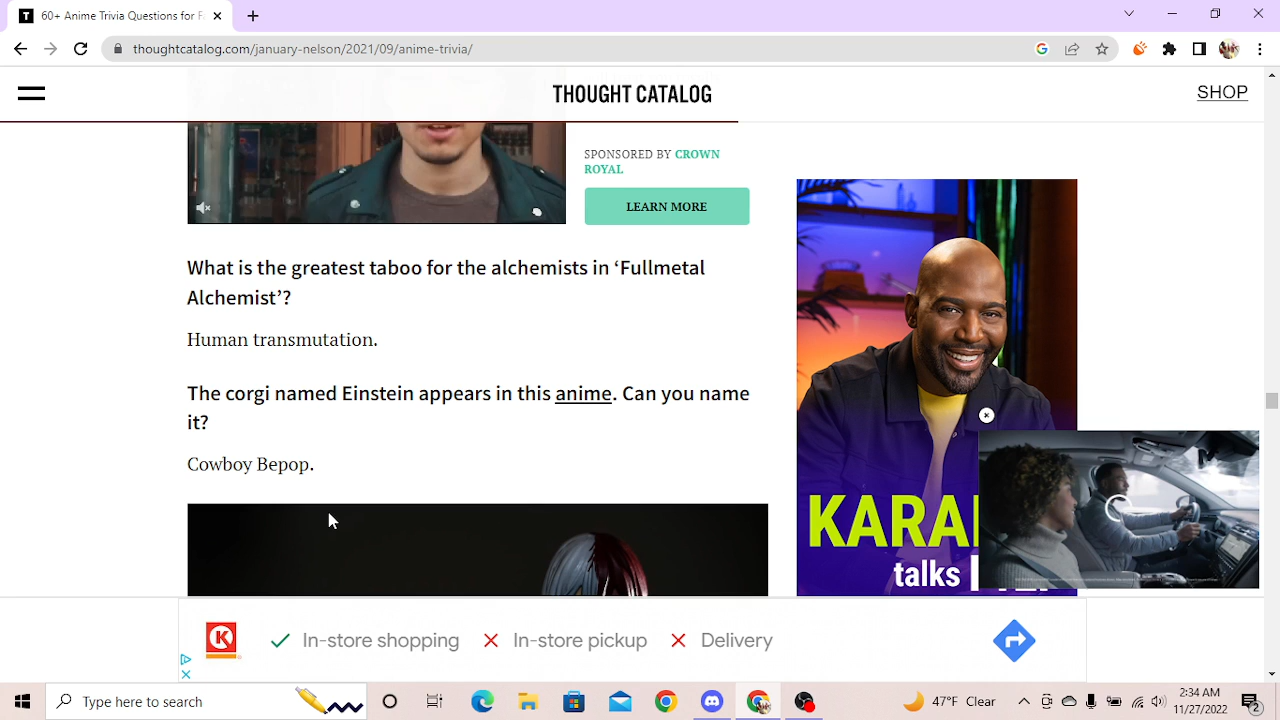 60+ Anime Trivia Question
thoughtcatalog.com/january-nelson/2021/09/anime-trivia/
THOUGHT CATALOG
SHOP
SPONSORED BY CROWN
ROYAL
LEARN MORE
What is the greatest taboo for the alchemists in ‘Fullmetal
Alchemist’?
Human transmutation.
The corgi named Einstein appears in this anime. Can you name
it?
Cowboy Bepop.
KARA
talks
In-store shopping
In-store pickup
Delivery
Type here to search
47°F Clear
2:34 AM
11/27/2022
2